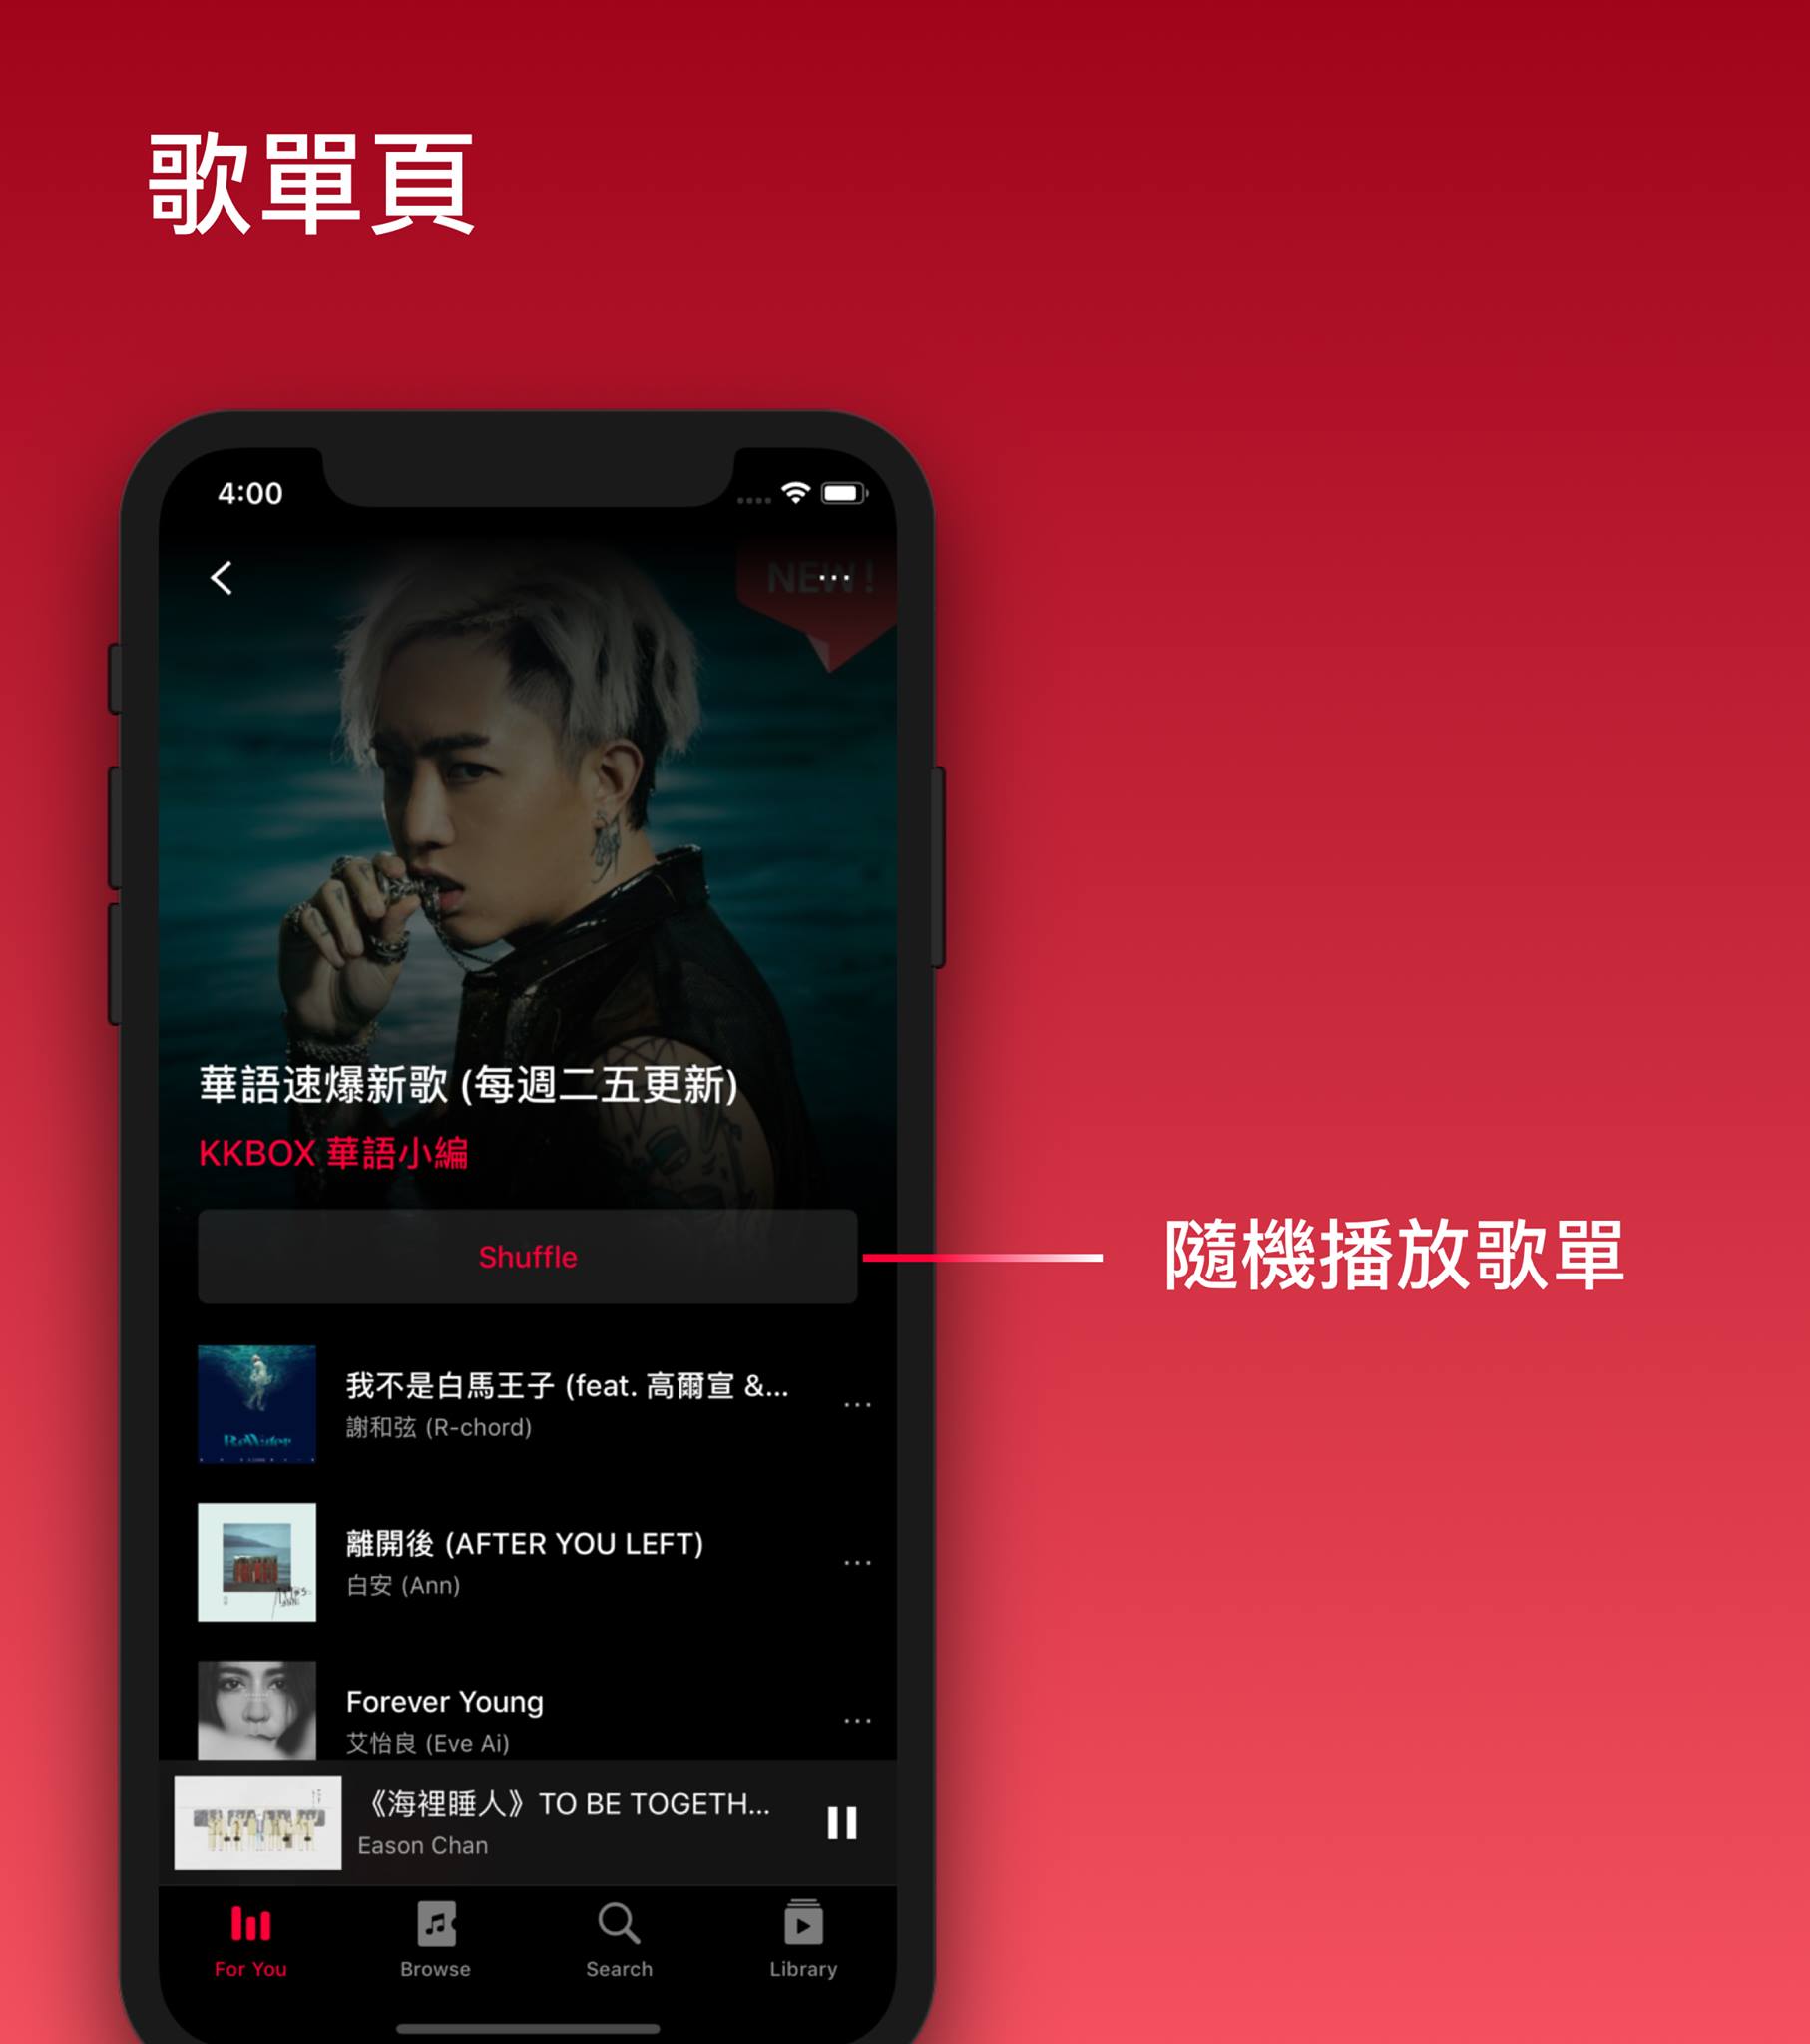 歌單頁
4:00
NEW!
華語速爆新歌 (每週二五更新)
KKBOX 華語小編
Shuffle
隨機播放歌單
我不是白馬王子 (feat. 高爾宣 &...
謝和弦 (R-chord)
ReWater
離開後 (AFTER YOU LEFT)
白安 (Ann)
Forever Young
艾怡良 (Eve Ai)
《海裡睡人》TO BE TOGETH...
Eason Chan
For You
Browse
Search
Library